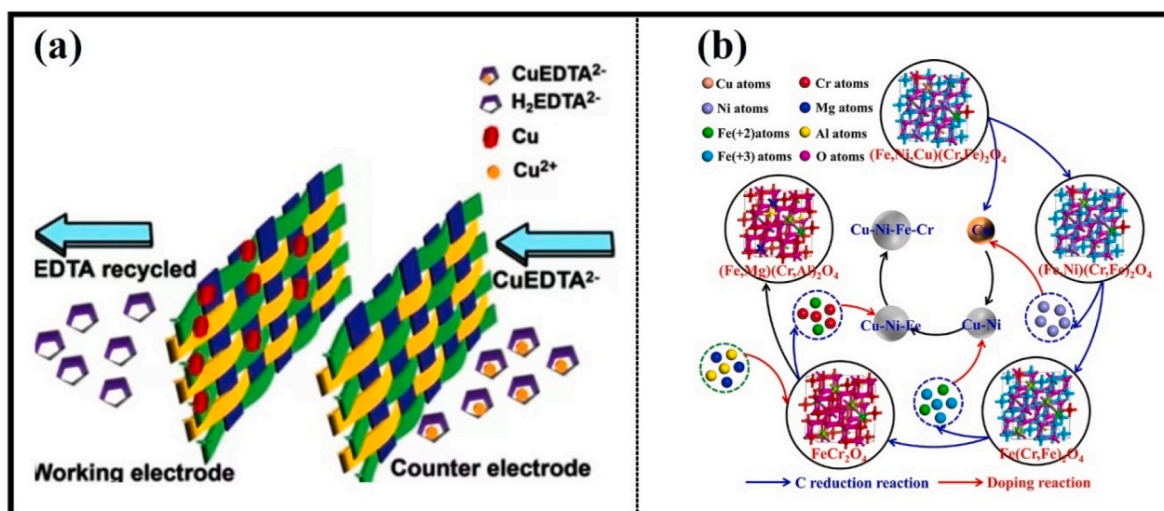 (a)
CuEDTA²⁻
H₂EDTA²⁻
Cu
Cu²⁺
EDTA recycled
CuEDTA²⁻
Working electrode
Counter electrode
(b)
Cu atoms
Cr atoms
Ni atoms
Mg atoms
Fe(+2)atoms
Al atoms
Fe(+3) atoms
O atoms
(Fe,Ni,Cu)(Cr,Fe)₂O₄
Cu-Ni-Fe-Cr
Cu
(Fe,Mg)(Cr,Al)₂O₄
(Fe,Ni)(Cr,Fe)₂O₄
Cu-Ni-Fe
Cu-Ni
FeCr₂O₄
Fe(Cr,Fe)₂O₄
C reduction reaction
Doping reaction